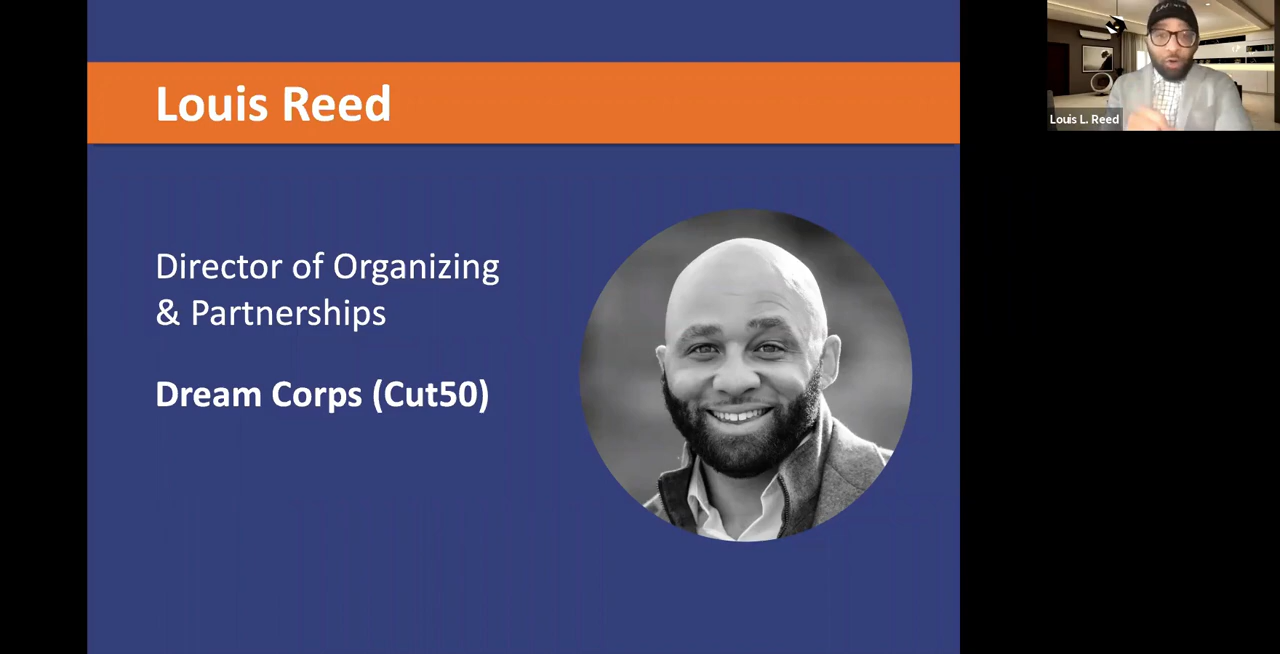 Louis Reed
Director of Organizing
& Partnerships
Dream Corps (Cut50)
Louis L. Reed